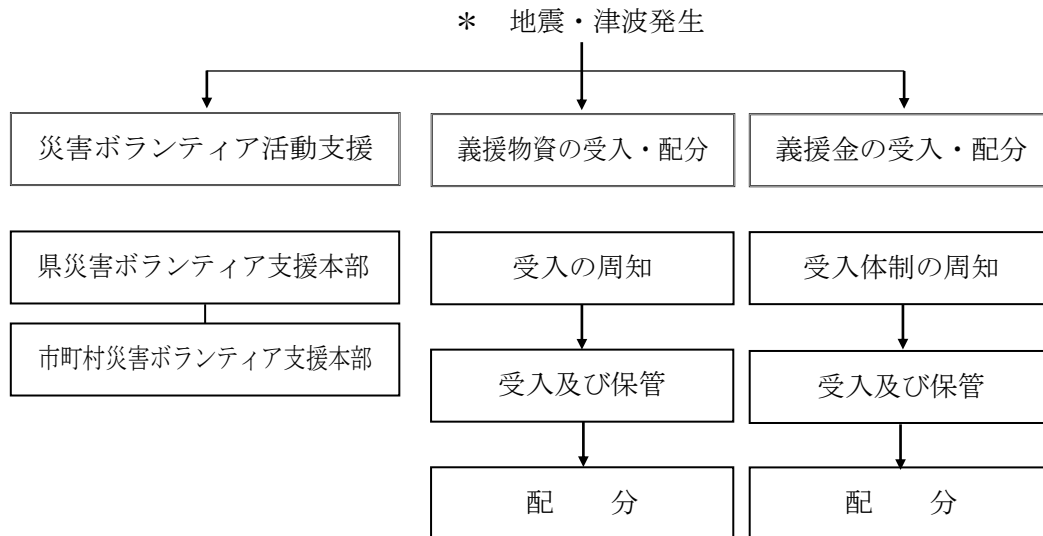 ＊　地震・津波発生
災害ボランティア活動支援
義援物資の受入・配分
義援金の受入・配分
県災害ボランティア支援本部
受入の周知
受入体制の周知
市町村災害ボランティア支援本部
受入及び保管
受入及び保管
配　　分
配　　分